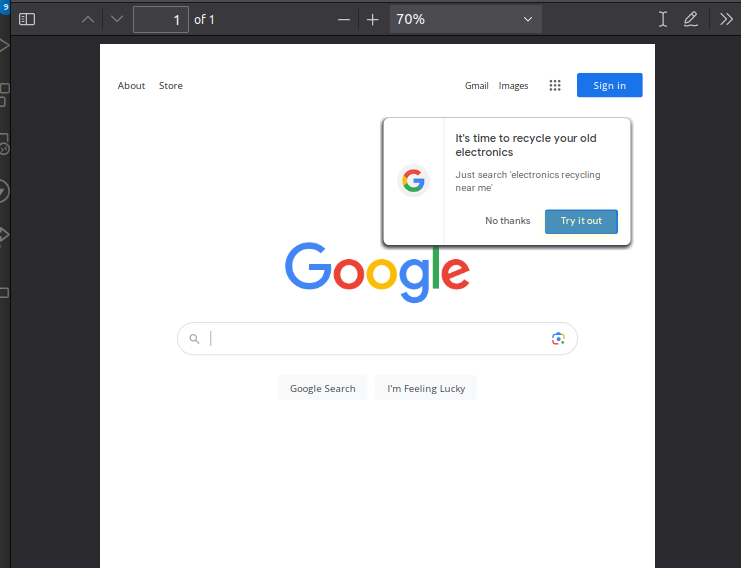 9
1 of 1
70%
About Store
Gmail Images
Sign in
It's time to recycle your old
electronics
Just search 'electronics recycling
near me'
No thanks
Try it out
Google
Google Search
I'm Feeling Lucky